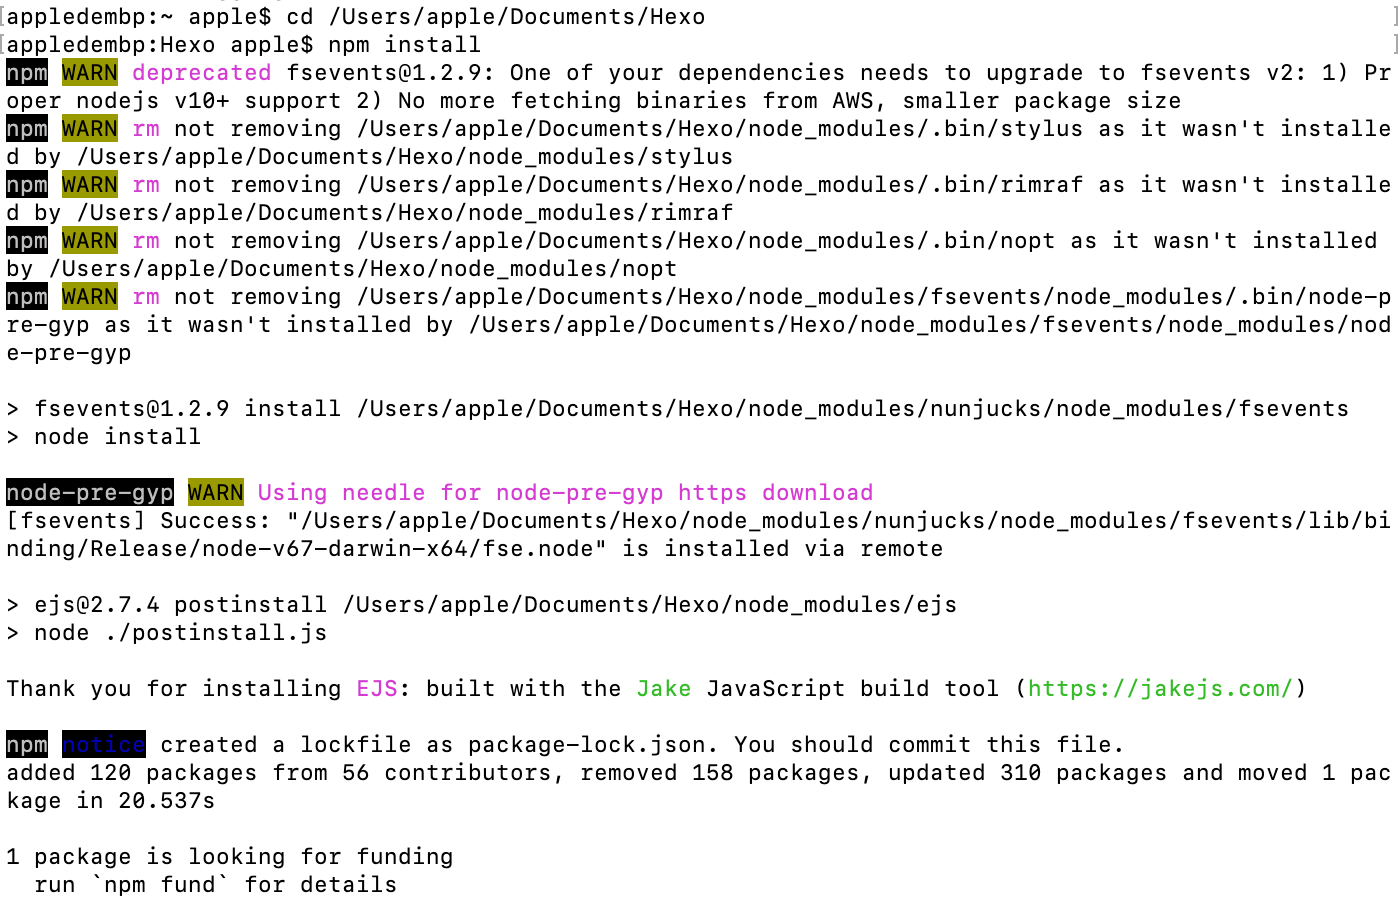 [appledembp:~ apple$ cd /Users/apple/Documents/Hexo ]
[appledembp:Hexo apple$ npm install ]
npm WARN deprecated fsevents@1.2.9: One of your dependencies needs to upgrade to fsevents v2: 1) Pr
oper nodejs v10+ support 2) No more fetching binaries from AWS, smaller package size
npm WARN rm not removing /Users/apple/Documents/Hexo/node_modules/.bin/stylus as it wasn't installe
d by /Users/apple/Documents/Hexo/node_modules/stylus
npm WARN rm not removing /Users/apple/Documents/Hexo/node_modules/.bin/rimraf as it wasn't installe
d by /Users/apple/Documents/Hexo/node_modules/rimraf
npm WARN rm not removing /Users/apple/Documents/Hexo/node_modules/.bin/nopt as it wasn't installed
by /Users/apple/Documents/Hexo/node_modules/nopt
npm WARN rm not removing /Users/apple/Documents/Hexo/node_modules/fsevents/node_modules/.bin/node-p
re-gyp as it wasn't installed by /Users/apple/Documents/Hexo/node_modules/fsevents/node_modules/nod
e-pre-gyp
> fsevents@1.2.9 install /Users/apple/Documents/Hexo/node_modules/nunjucks/node_modules/fsevents
> node install
node-pre-gyp WARN Using needle for node-pre-gyp https download
[fsevents] Success: "/Users/apple/Documents/Hexo/node_modules/nunjucks/node_modules/fsevents/lib/bi
nding/Release/node-v67-darwin-x64/fse.node" is installed via remote
> ejs@2.7.4 postinstall /Users/apple/Documents/Hexo/node_modules/ejs
> node ./postinstall.js
Thank you for installing EJS: built with the Jake JavaScript build tool (https://jakejs.com/)
npm notice created a lockfile as package-lock.json. You should commit this file.
added 120 packages from 56 contributors, removed 158 packages, updated 310 packages and moved 1 pac
kage in 20.537s
1 package is looking for funding
run `npm fund` for details